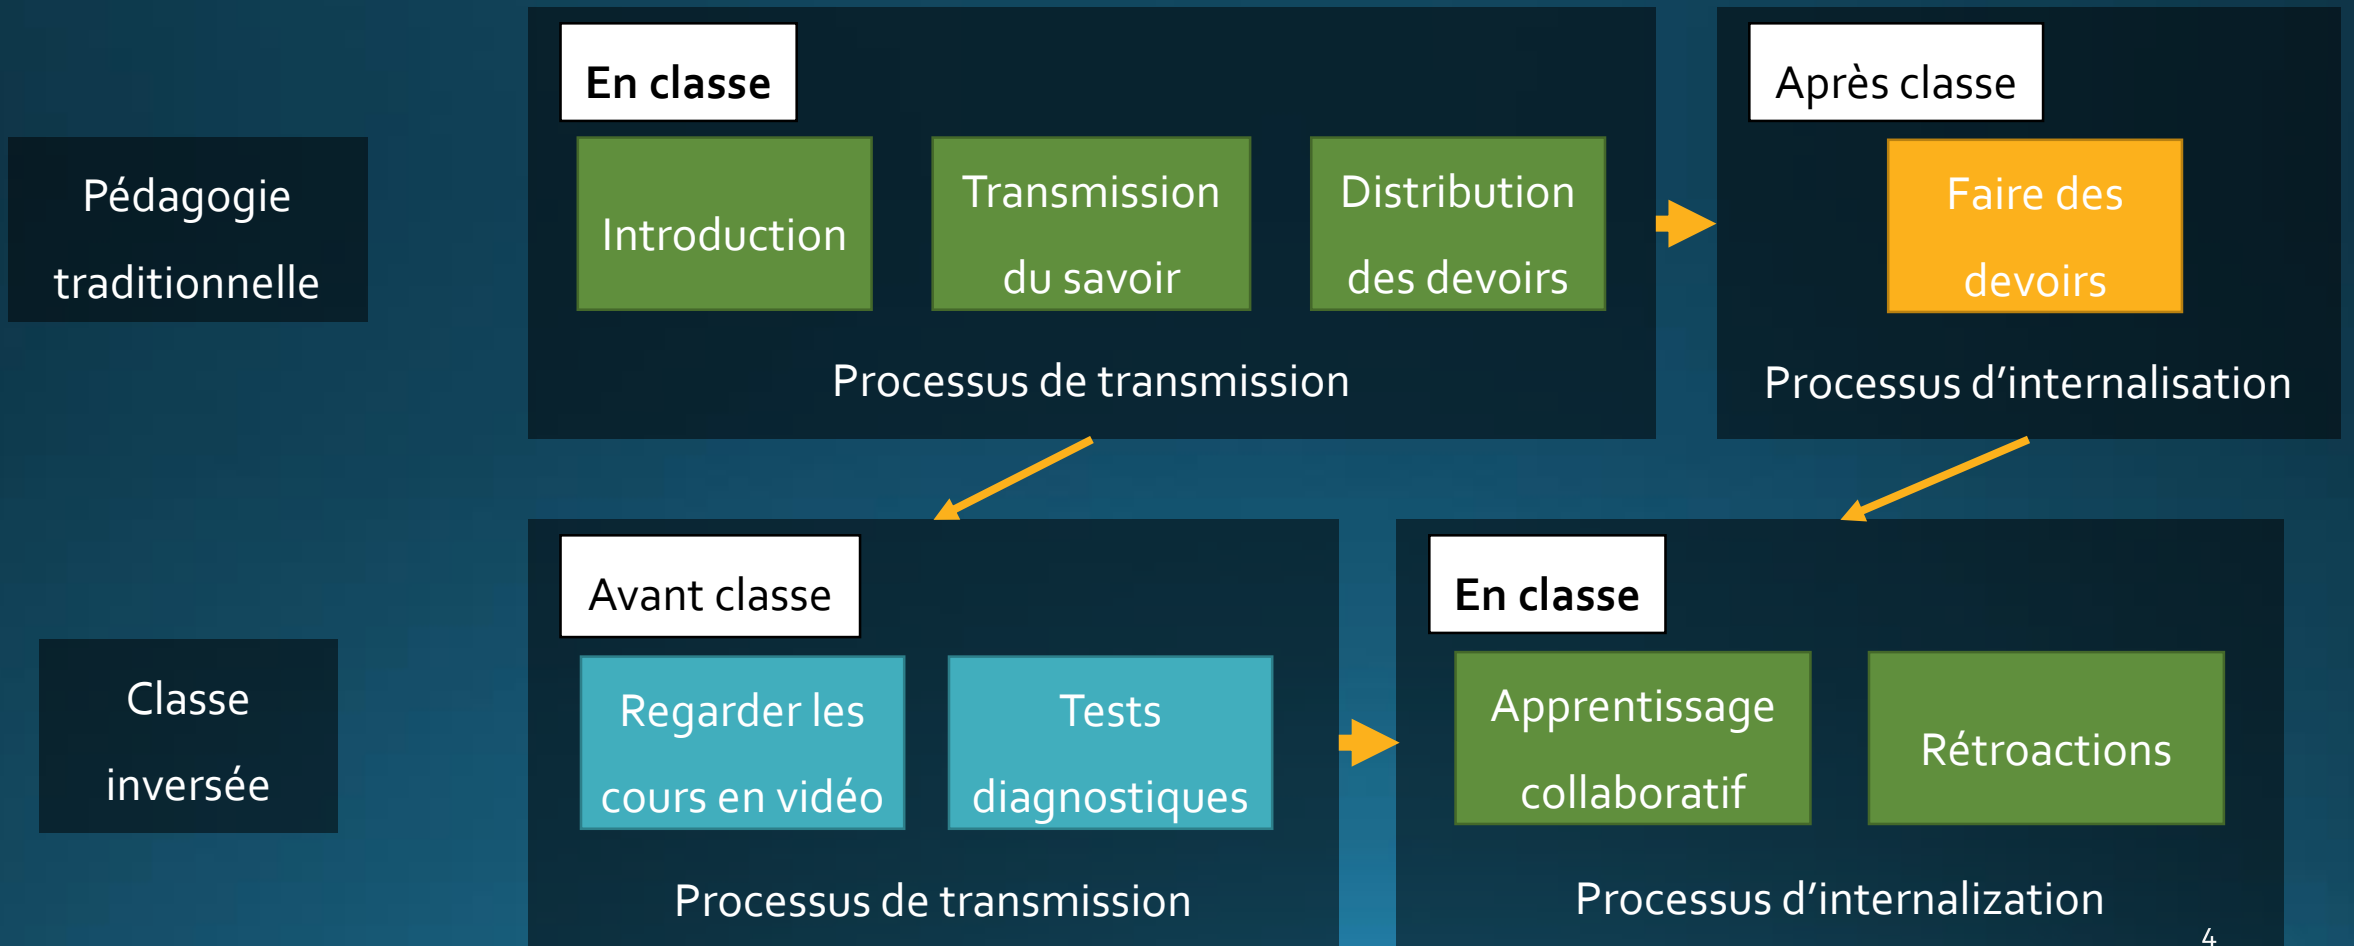 Pédagogie
traditionnelle
En classe
Introduction
Transmission
du savoir
Distribution
des devoirs
Processus de transmission
Après classe
Faire des
devoirs
Processus d’internalisation
Classe
inversée
Avant classe
Regarder les
cours en vidéo
Tests
diagnostiques
Processus de transmission
En classe
Apprentissage
collaboratif
Rétroactions
Processus d’internalization
4